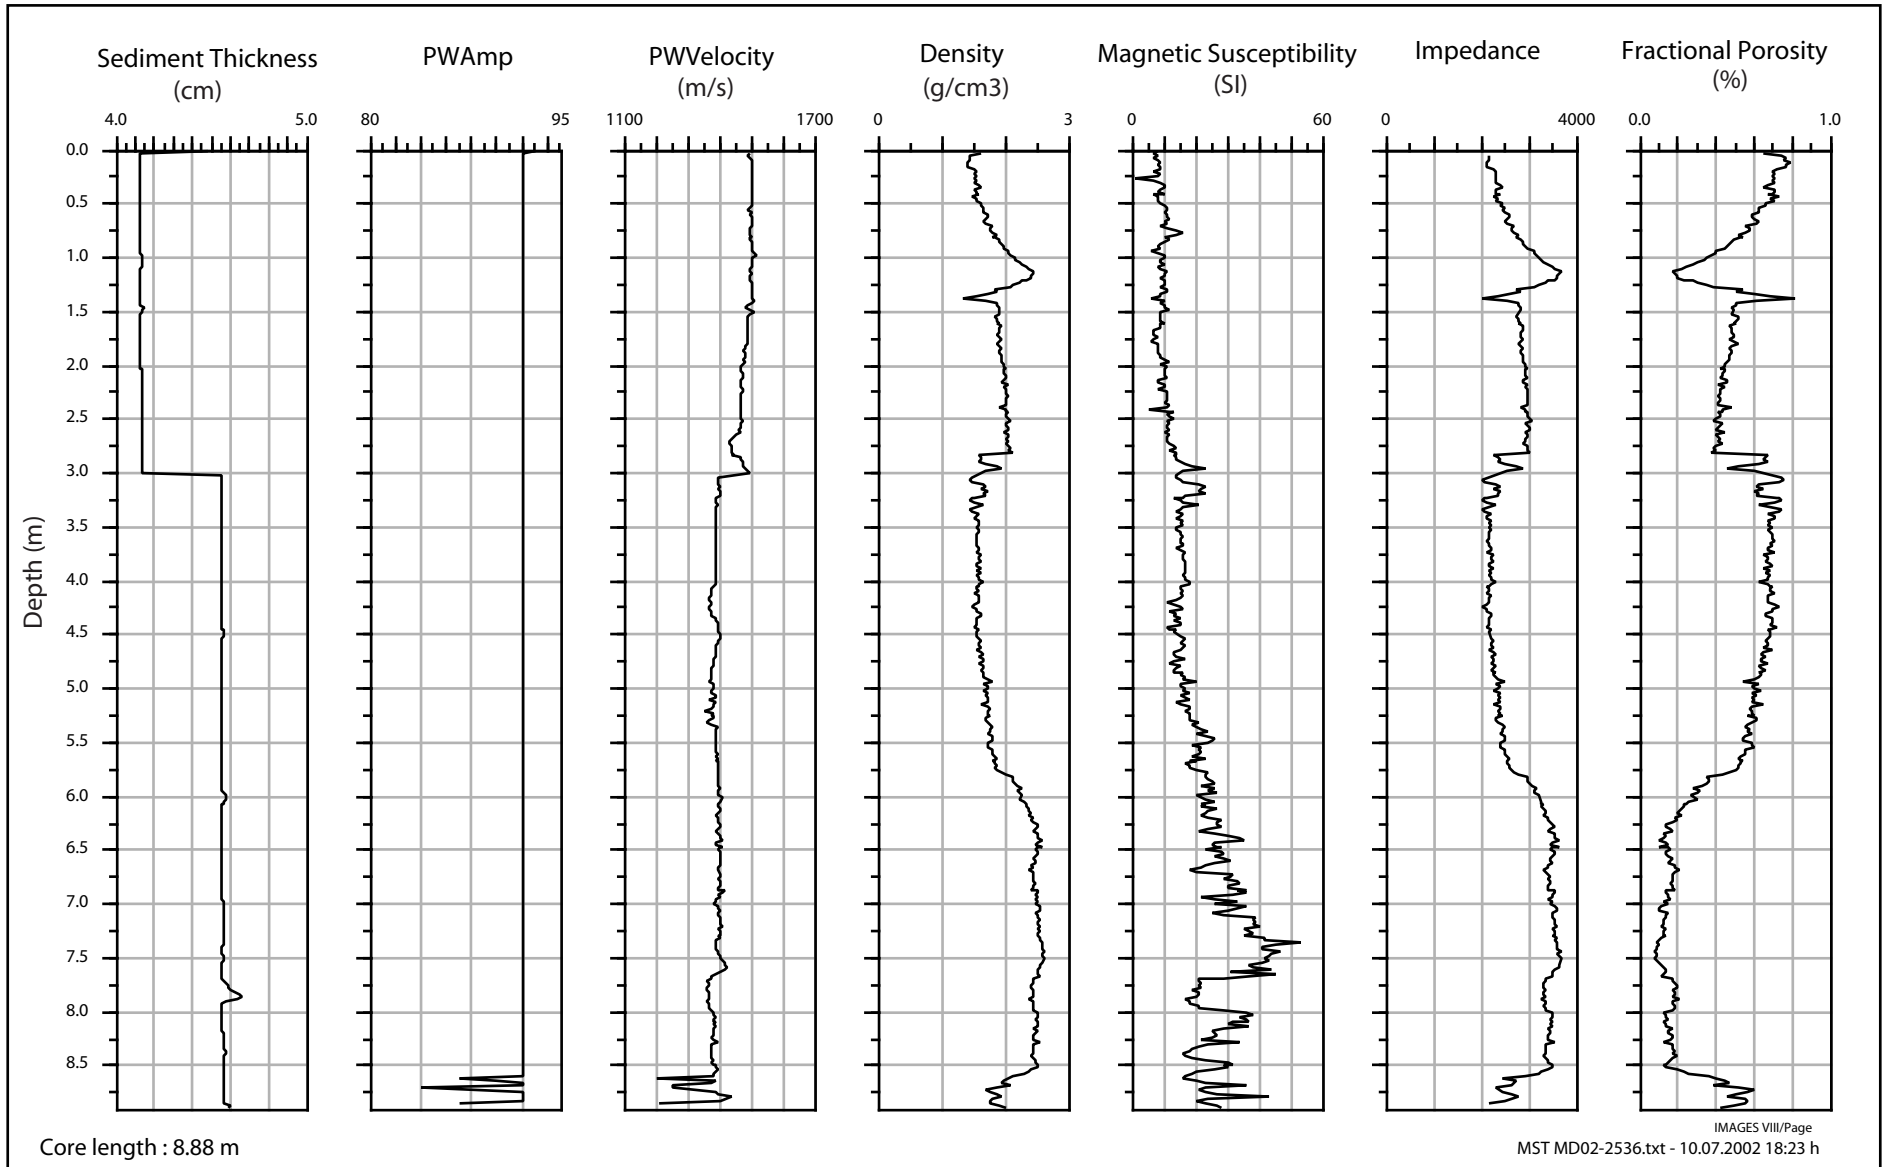 Sediment Thickness
(cm)
PWAmp
PWVelocity
(m/s)
Density
(g/cm3)
Magnetic Susceptibility
(SI)
Impedance
Fractional Porosity
(%)
4.0 5.0 80 95 1100 1700 0 3 0 60 0 4000 0.0 1.0
0.0
0.5
1.0
1.5
2.0
2.5
3.0
3.5
4.0
4.5
5.0
5.5
6.0
6.5
7.0
7.5
8.0
8.5
Depth (m)
Core length : 8.88 m
IMAGES VIII/Page
MST MD02-2536.txt - 10.07.2002 18:23 h